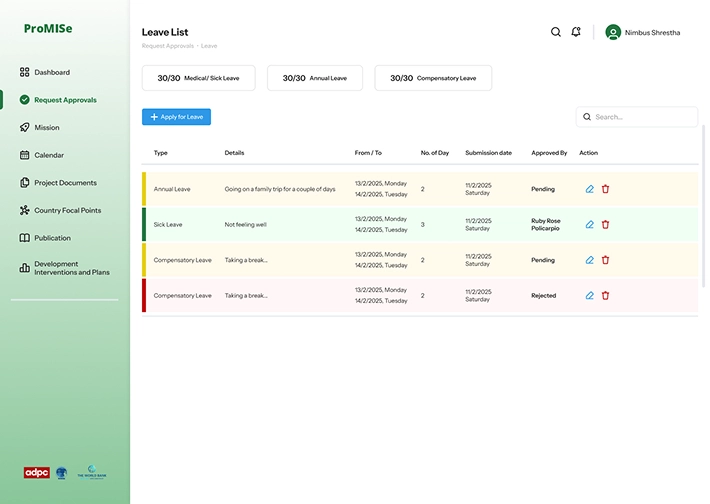 ProMISe
Dashboard
Request Approvals
Mission
Calendar
Project Documents
Country Focal Points
Publication
Development
Interventions and Plans
adpc
THE WORLD BANK
Leave List
Request Approvals - Leave
Nimbus Shrestha
30/30 Medical/ Sick Leave
30/30 Annual Leave
30/30 Compensatory Leave
+ Apply for Leave
Search...
Type Details From / To No. of Day Submission date Approved By Action
Annual Leave Going on a family trip for a couple of days 13/2/2025, Monday 2 11/2/2025 Pending
14/2/2025, Tuesday Saturday
Sick Leave Not feeling well 13/2/2025, Monday 3 11/2/2025 Ruby Rose
14/2/2025, Tuesday Saturday Policarpio
Compensatory Leave Taking a break... 13/2/2025, Monday 2 11/2/2025 Pending
14/2/2025, Tuesday Saturday
Compensatory Leave Taking a break... 13/2/2025, Monday 2 11/2/2025 Rejected
14/2/2025, Tuesday Saturday